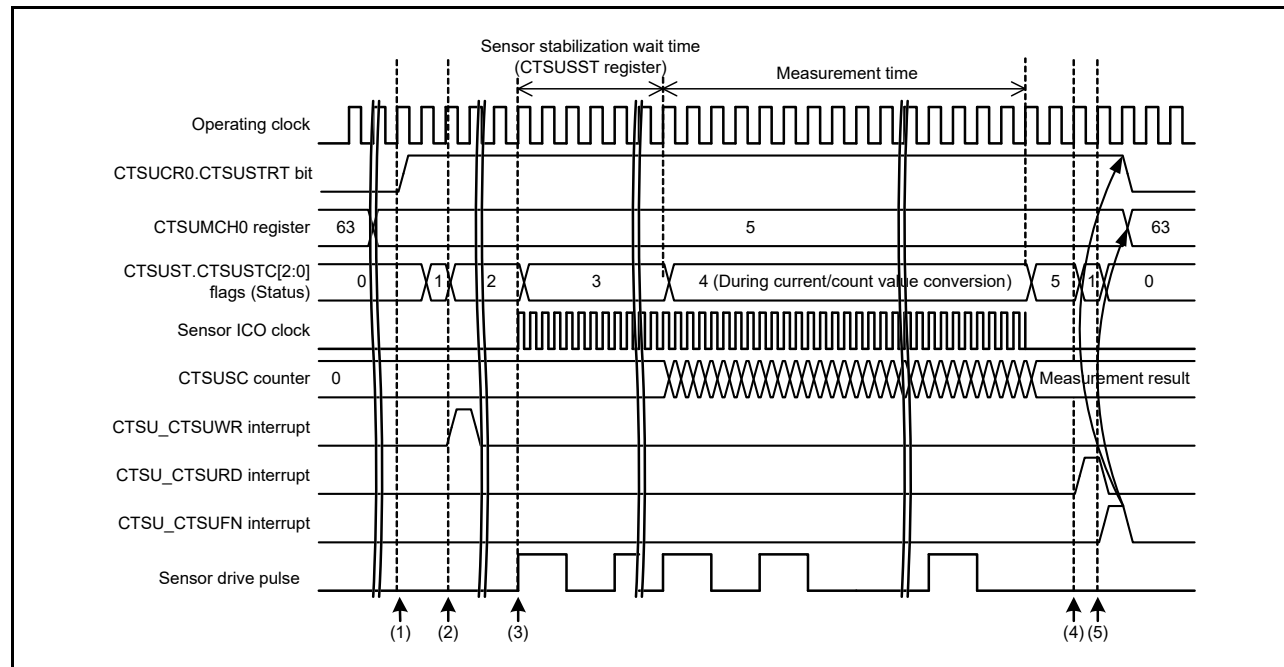 Sensor stabilization wait time
(CTSUSST register)
Measurement time
Operating clock
CTSUCR0.CTSUSTRT bit
CTSUMCH0 register
63
5
63
CTSUST.CTSUSTC[2:0]
flags (Status)
0
1
2
3
4 (During current/count value conversion)
5
1
0
Sensor ICO clock
CTSUSC counter
0
Measurement result
CTSU_CTSUWR interrupt
CTSU_CTSURD interrupt
CTSU_CTSUFN interrupt
Sensor drive pulse
(1)
(2)
(3)
(4)
(5)